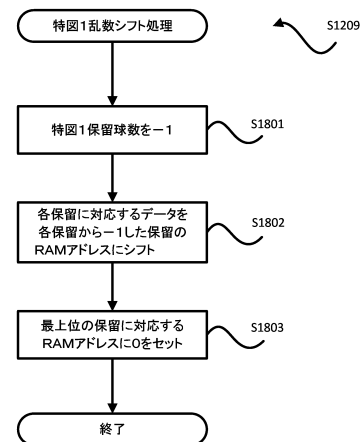 特図1乱数シフト処理
S1209
特図1保留球数を－1
S1801
各保留に対応するデータを
各保留から－1した保留の
RAMアドレスにシフト
S1802
最上位の保留に対応する
RAMアドレスに0をセット
S1803
終了